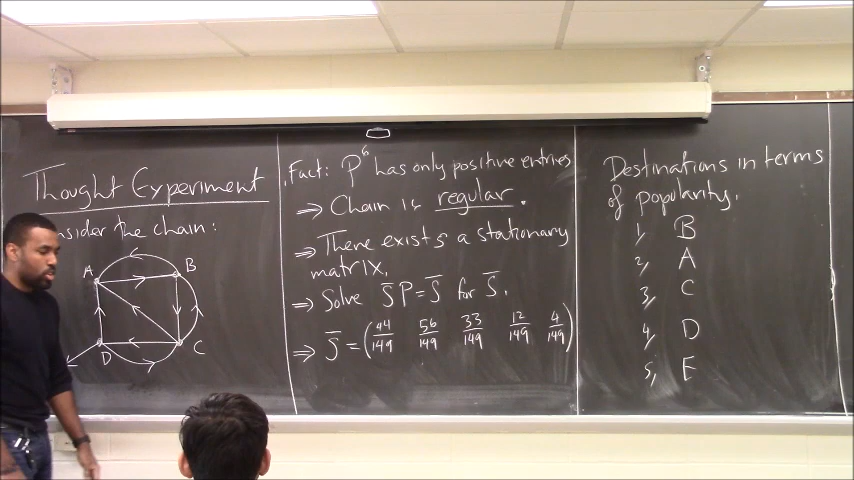 Thought Experiment
nsider the chain:
A
B
C
D
Fact: P⁶ has only positive entries
⇒ Chain is regular.
⇒ There exists a stationary
matrix.
⇒ Solve S̅P = S̅ for S̅.
⇒ S̅ = (44/149 56/149 33/149 12/149 4/149)
Destinations in terms
of popularity.
1, B
2, A
3, C
4, D
5, E